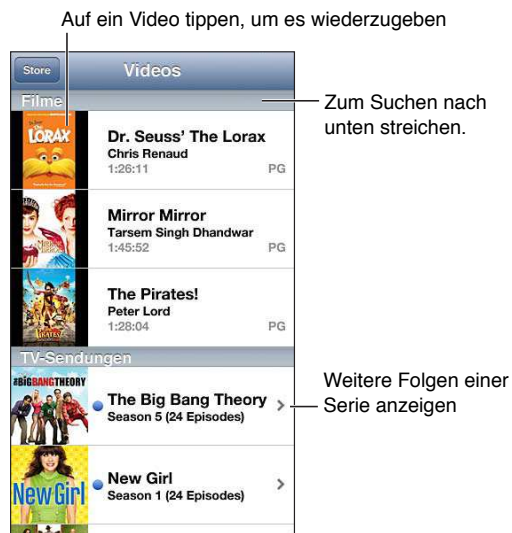 Auf ein Video tippen, um es wiederzugeben
Store
Videos
Filme
Zum Suchen nach
unten streichen.
LORAX
Dr. Seuss' The Lorax
Chris Renaud
1:26:11 PG
Mirror Mirror
Tarsem Singh Dhandwar
1:45:52 PG
The Pirates!
Peter Lord
1:28:04 PG
TV-Sendungen
BIGBANGTHEORY
The Big Bang Theory
Season 5 (24 Episodes)
Weitere Folgen einer
Serie anzeigen
New Girl
New Girl
Season 1 (24 Episodes)